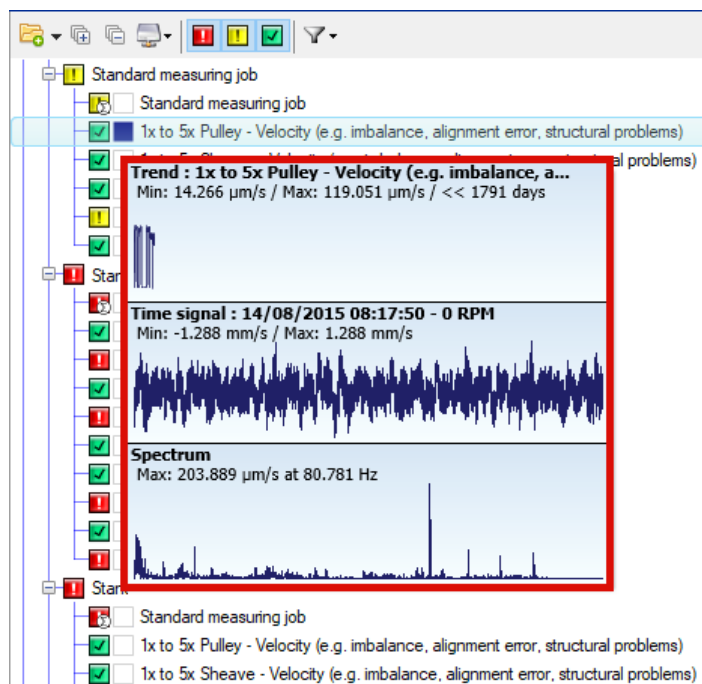 Standard measuring job
Standard measuring job
1x to 5x Pulley - Velocity (e.g. imbalance, alignment error, structural problems)
al problems)
Trend : 1x to 5x Pulley - Velocity (e.g. imbalance, a...
Min: 14.266 µm/s / Max: 119.051 µm/s / << 1791 days
Stan
Time signal : 14/08/2015 08:17:50 - 0 RPM
Min: -1.288 mm/s / Max: 1.288 mm/s
Spectrum
Max: 203.889 µm/s at 80.781 Hz
Stan
Standard measuring job
1x to 5x Pulley - Velocity (e.g. imbalance, alignment error, structural problems)
1x to 5x Sheave - Velocity (e.g. imbalance, alignment error, structural problems)